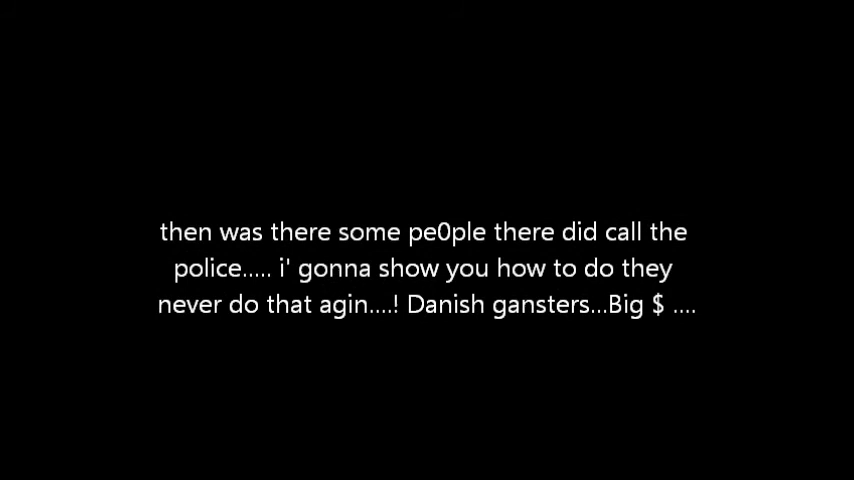 then was there some pe0ple there did call the
police..... i' gonna show you how to do they
never do that agin....! Danish gansters...Big $ ....